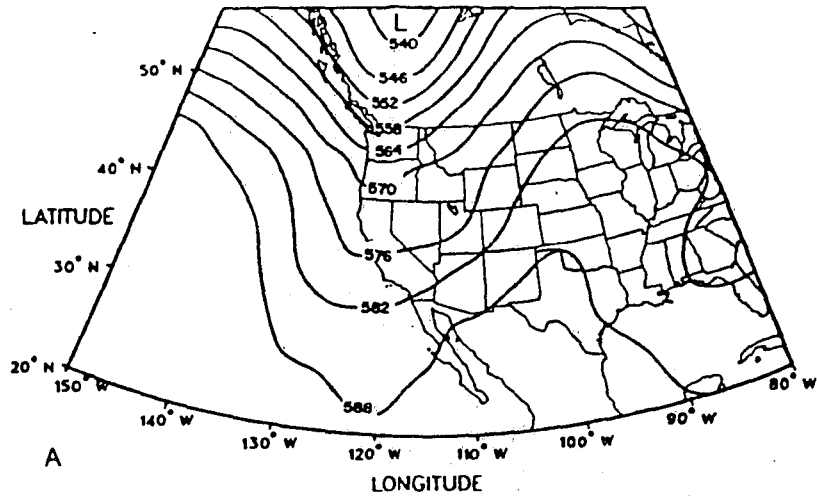 L
540
546
552
558
564
570
576
582
588
50° N
40° N
LATITUDE
30° N
20° N
150° W
140° W
130° W
120° W
110° W
100° W
90° W
80° W
A
LONGITUDE